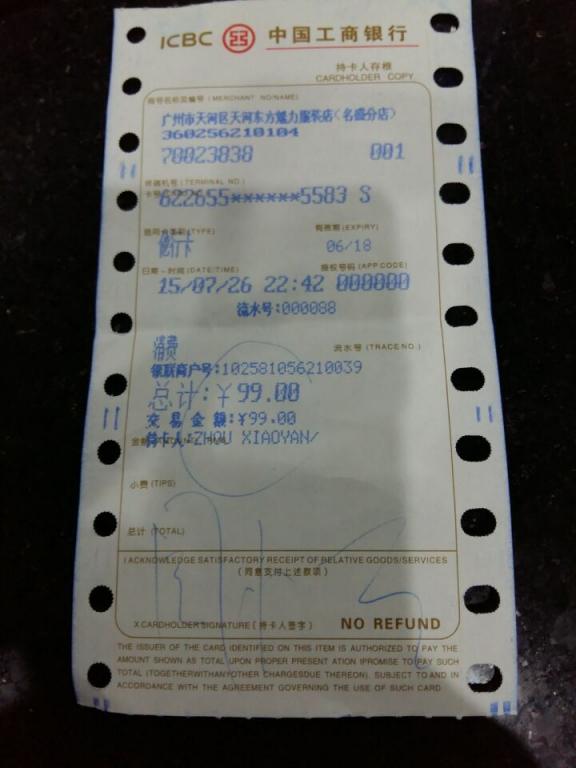 ICBC 中国工商银行
持卡人存根
CARDHOLDER COPY
商号名称及编号 (MERCHANT NO/NAME)
广州市天河区天河东方魅力服装店(名盛分店)
360256210104
78023838 001
终端机号 (TERMINAL NO.)
卡号
622655******5583 S
(TYPE) 有效期 (EXPIRY)
06/18
日期-时间 (DATE/TIME) 授权号码 (APP CODE)
15/07/26 22:42 000000
流水号:000088
消费 流水号 (TRACE NO.)
银联商户号:102581056210039
总计:¥99.00
交易金额:¥99.00
持卡人:ZHOU XIAOYAN/
小费 (TIPS)
总计 (TOTAL)
I ACKNOWLEDGE SATISFACTORY RECEIPT OF RELATIVE GOODS/SERVICES
(同意支付上述款项)
X CARDHOLDER SIGNATURE (持卡人签字) NO REFUND
THE ISSUER OF THE CARD IDENTIFIED ON THIS ITEM IS AUTHORIZED TO PAY THE
AMOUNT SHOWN AS TOTAL UPON PROPER PRESENT ATION IPROMISE TO PAY SUCH
TOTAL (TOGETHERWITHANYOTHER CHARGESDUE THEREON). SUBJECT TO AND IN
ACCORDANCE WITH THE AGREEMENT GOVERNING THE USE OF SUCH CARD